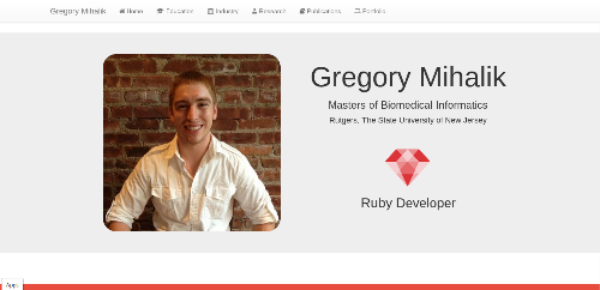 Gregory Mihalik Home Education Industry Research Publications Portfolio
Gregory Mihalik
Masters of Biomedical Informatics
Rutgers, The State University of New Jersey
Ruby Developer
Apps